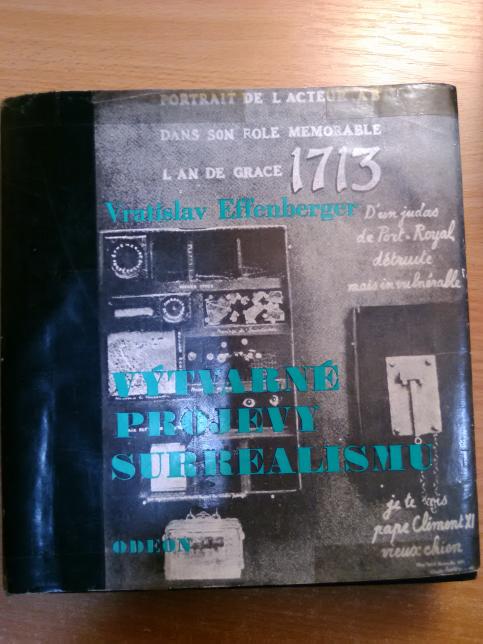 PORTRAIT DE L ACTEUR A B
DANS SON ROLE MEMORABLE
L AN DE GRACE 1713
Vratislav Effenberger
D'un judas
de Port-Royal
détruite
mais invulnérable
VÝTVARNÉ
PROJEVY
SURREALISMU
je te vois
pape Clément XI
vieux chien
ODEON